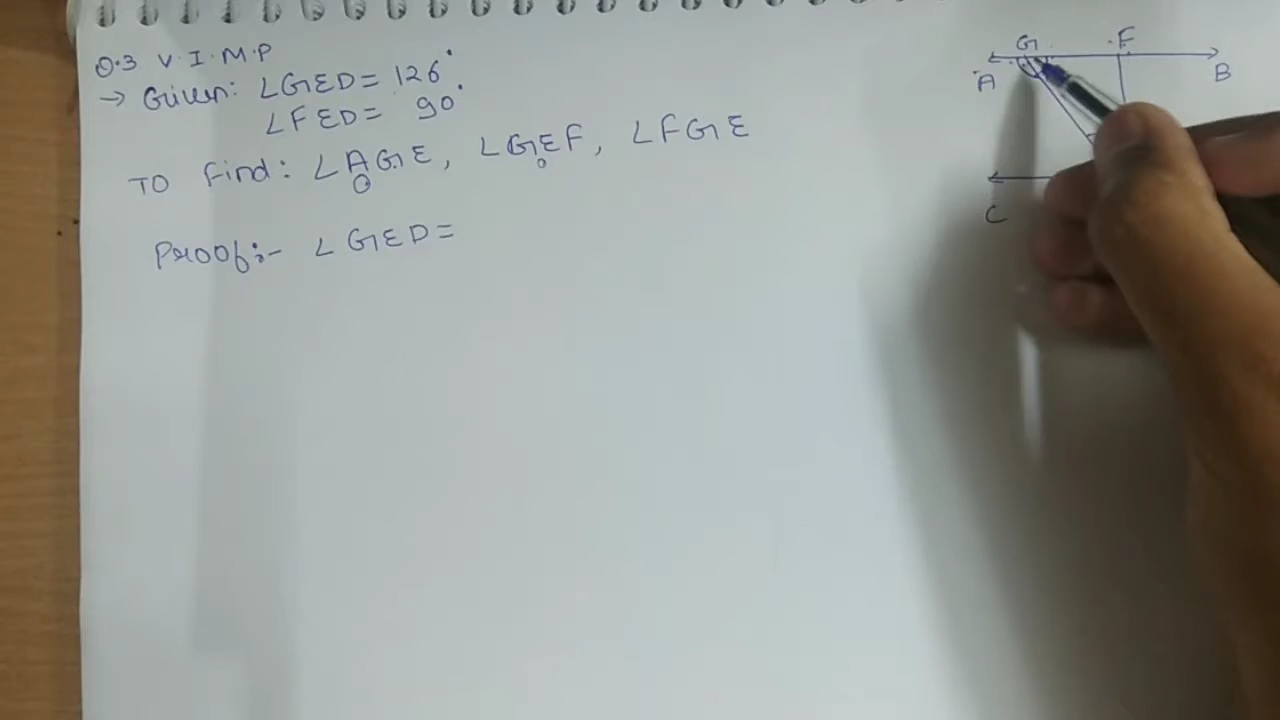 Q.3 V.I.M.P
→ Given: ∠GED = 126°
∠FED = 90°
TO find: ∠AGE, ∠GEF, ∠FGE
Proof:- ∠GED =
G F
A B
C